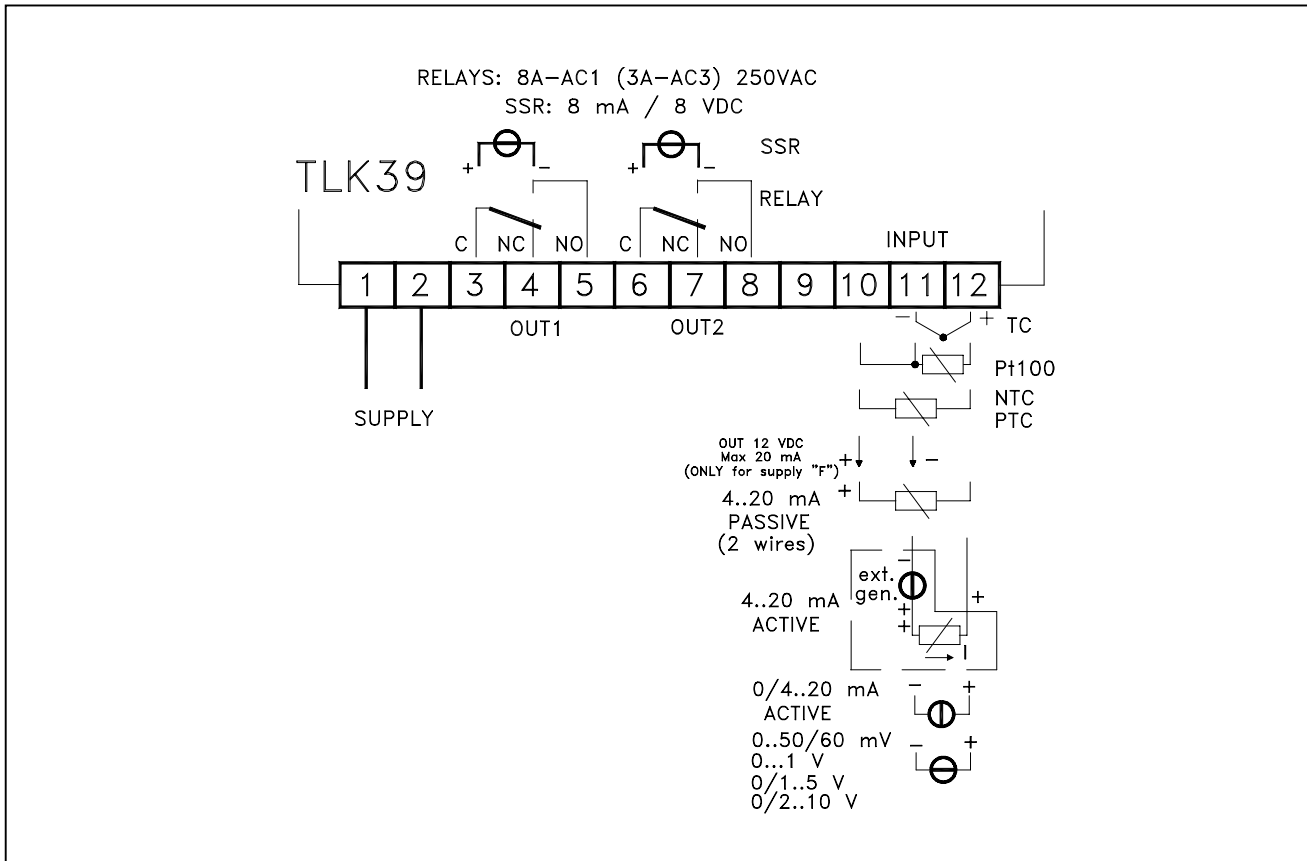 RELAYS: 8A-AC1 (3A-AC3) 250VAC
SSR: 8 mA / 8 VDC
+ - + - SSR
TLK39
RELAY
C NC NO C NC NO INPUT
1 2 3 4 5 6 7 8 9 10 11 12
OUT1 OUT2
- + TC
Pt100
SUPPLY
NTC
PTC
OUT 12 VDC
Max 20 mA
(ONLY for supply "F")
+ -
4..20 mA +
PASSIVE
(2 wires)
-
ext.
gen.
+
+
+
4..20 mA
ACTIVE
I
0/4..20 mA - +
ACTIVE
0..50/60 mV - +
0...1 V
0/1..5 V
0/2..10 V